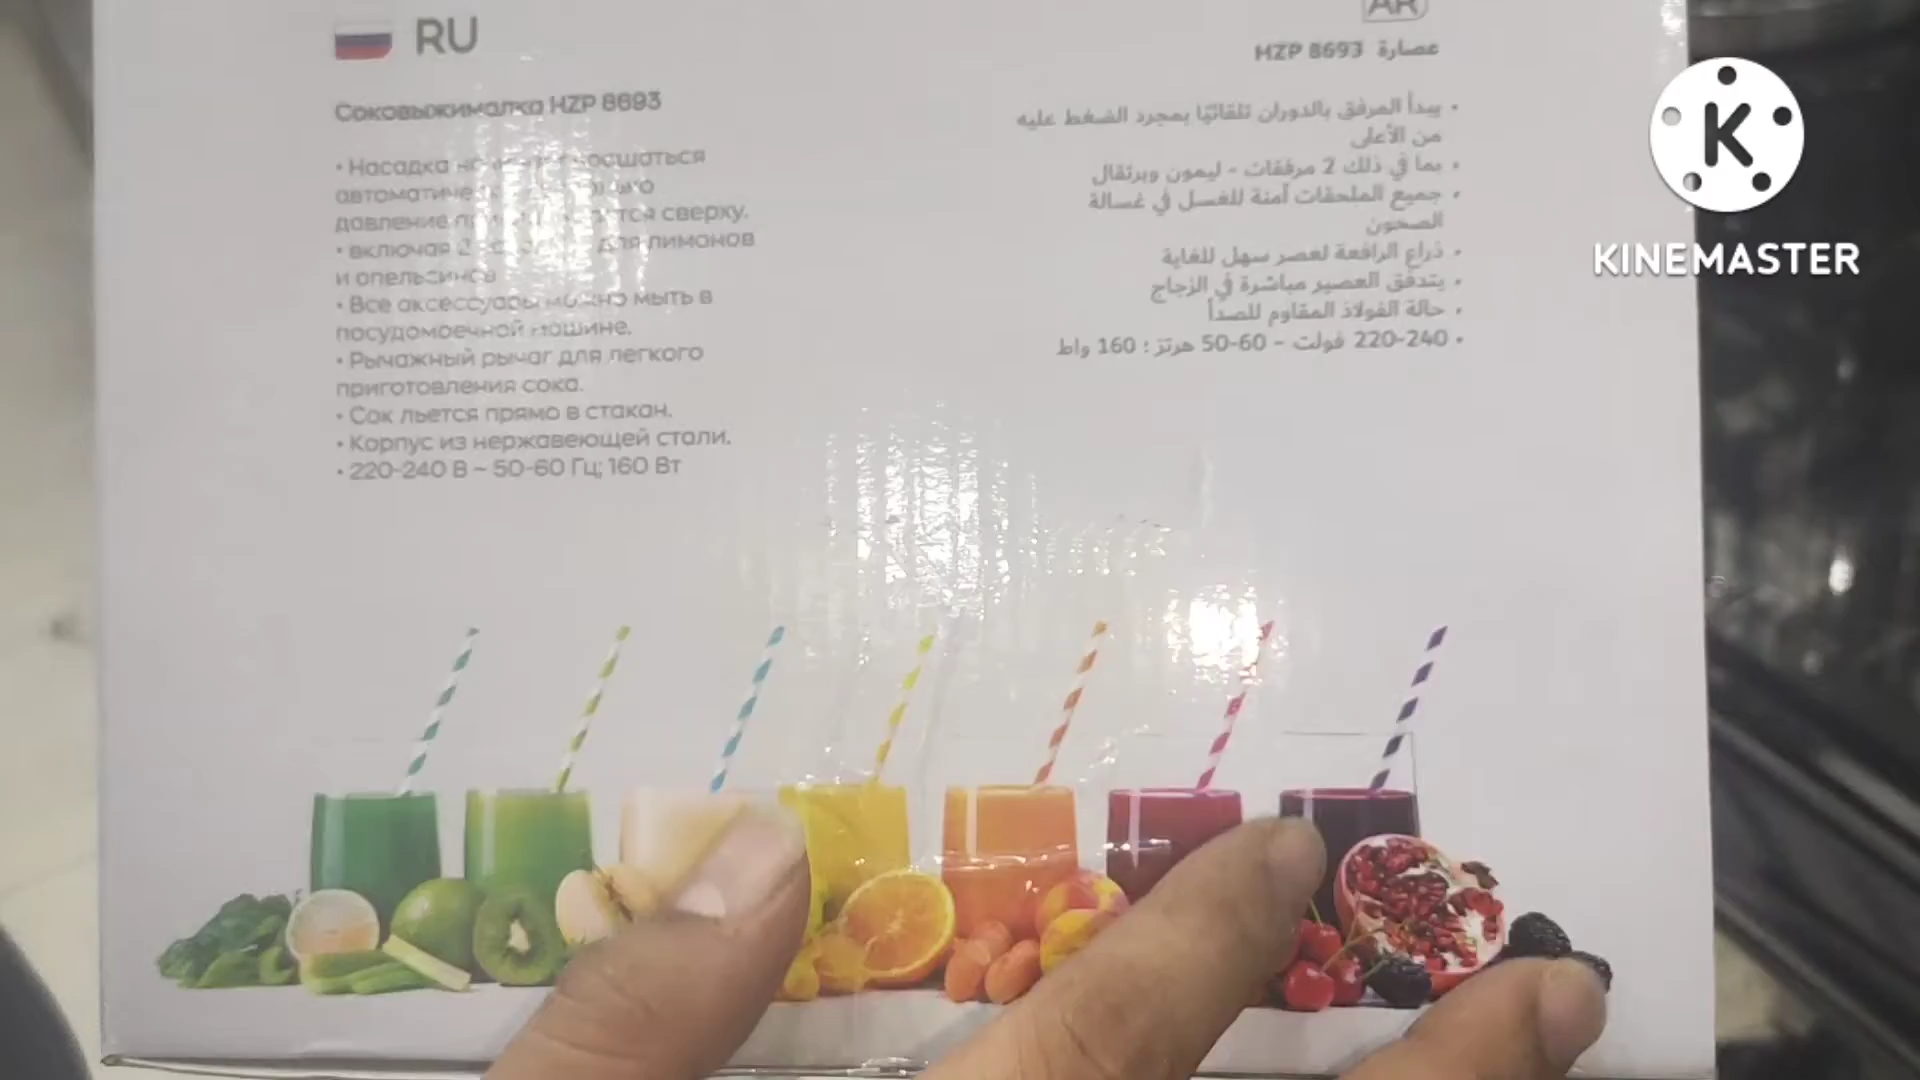 RU
Соковыжималка HZP 8693
• Насадка
автоматиче
давление сверху.
• включая 2 для лиманов
и опельсинов
• Все аксессуары можно мыть в
посудомоечной машине.
• Рычажный рычаг для легкого
приготовления сока.
• Сок льется прямо в стакан.
• Корпус из нержавеющей стали.
• 220-240 В ~ 50-60 Гц; 160 Вт
AR
عصارة HZP 8693
• يبدأ المرفق بالدوران تلقائيًا بمجرد الضغط عليه
من الأعلى
• بما في ذلك 2 مرفقات - ليمون وبرتقال
• جميع الملحقات آمنة للغسل في غسالة
الصحون
• ذراع الرافعة لعصر سهل للغاية
• يتدفق العصير مباشرة في الزجاج
• حالة الفولاذ المقاوم للصدأ
• 220-240 فولت ~ 50-60 هرتز ؛ 160 واط
K
KINEMASTER